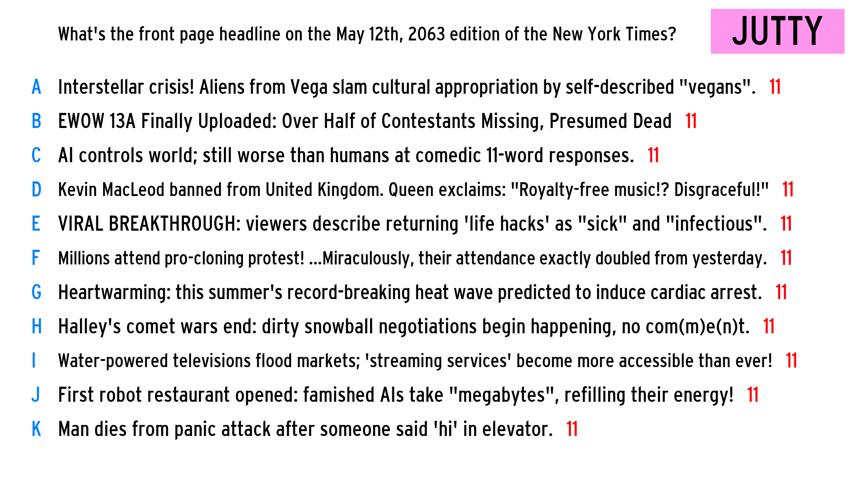 What's the front page headline on the May 12th, 2063 edition of the New York Times?
JUTTY
A Interstellar crisis! Aliens from Vega slam cultural appropriation by self-described "vegans". 11
B EWOW 13A Finally Uploaded: Over Half of Contestants Missing, Presumed Dead 11
C AI controls world; still worse than humans at comedic 11-word responses. 11
D Kevin MacLeod banned from United Kingdom. Queen exclaims: "Royalty-free music!? Disgraceful!" 11
E VIRAL BREAKTHROUGH: viewers describe returning 'life hacks' as "sick" and "infectious". 11
F Millions attend pro-cloning protest! ...Miraculously, their attendance exactly doubled from yesterday. 11
G Heartwarming: this summer's record-breaking heat wave predicted to induce cardiac arrest. 11
H Halley's comet wars end: dirty snowball negotiations begin happening, no com(m)e(n)t. 11
I Water-powered televisions flood markets; 'streaming services' become more accessible than ever! 11
J First robot restaurant opened: famished AIs take "megabytes", refilling their energy! 11
K Man dies from panic attack after someone said 'hi' in elevator. 11